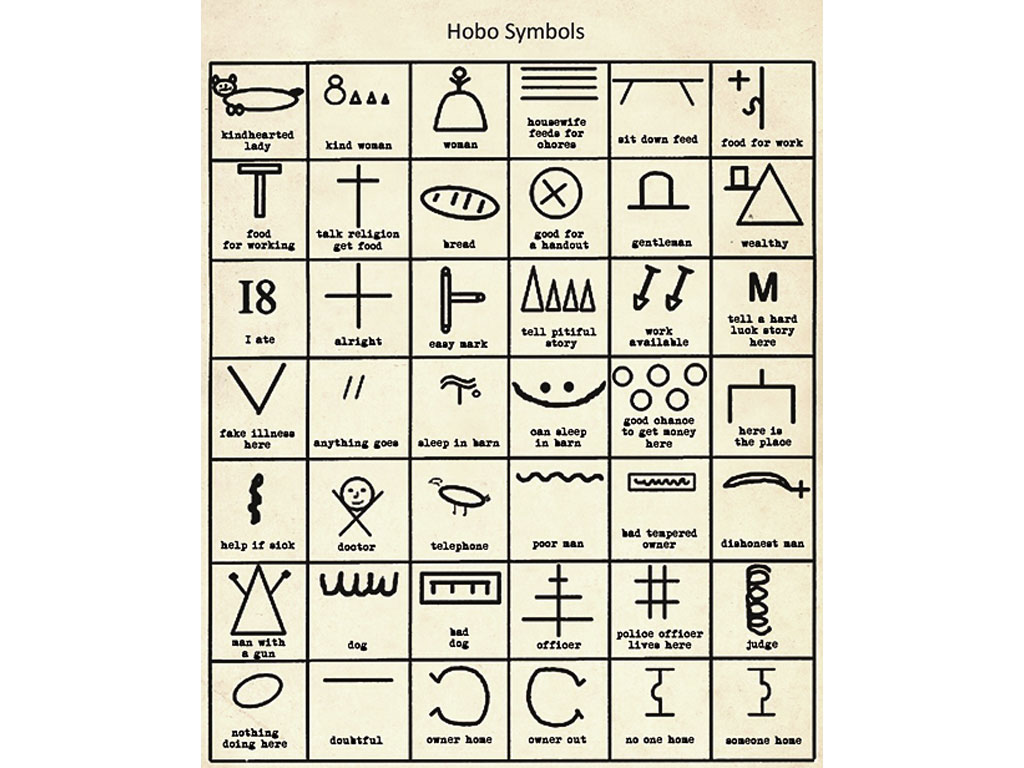 Hobo Symbols
kindhearted
lady
kind woman
woman
housewife
feeds for
chores
sit down feed
food for work
food
for working
talk religion
get food
bread
good for
a handout
gentleman
wealthy
I8
I ate
alright
easy mark
tell pitiful
story
work
available
M
tell a hard
luck story
here
fake illness
here
anything goes
sleep in barn
can sleep
in barn
good chance
to get money
here
here is
the place
help if sick
doctor
telephone
poor man
bad tempered
owner
dishonest man
man with
a gun
dog
bad
dog
officer
police officer
lives here
judge
nothing
doing here
doubtful
owner home
owner out
no one home
someone home